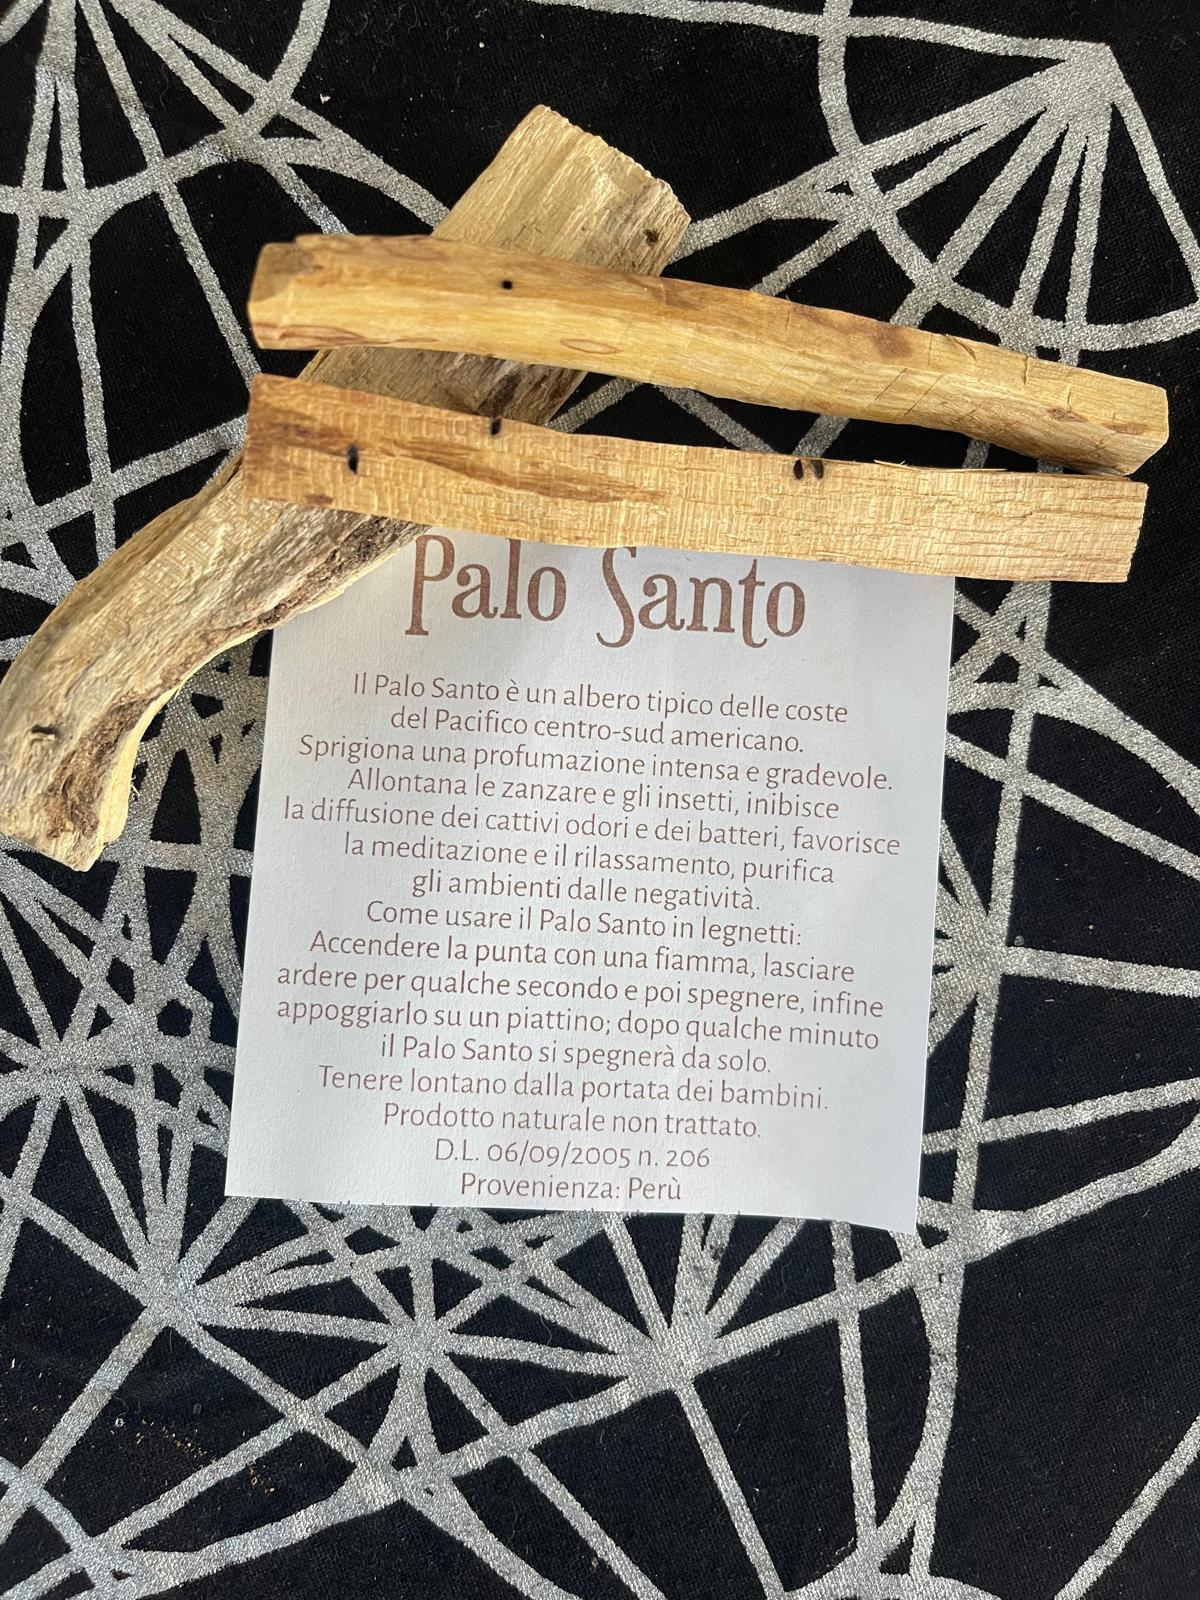 Palo Santo
Il Palo Santo è un albero tipico delle coste
del Pacifico centro-sud americano.
Sprigiona una profumazione intensa e gradevole.
Allontana le zanzare e gli insetti, inibisce
la diffusione dei cattivi odori e dei batteri, favorisce
la meditazione e il rilassamento, purifica
gli ambienti dalle negatività.
Come usare il Palo Santo in legnetti:
Accendere la punta con una fiamma, lasciare
ardere per qualche secondo e poi spegnere, infine
appoggiarlo su un piattino; dopo qualche minuto
il Palo Santo si spegnerà da solo.
Tenere lontano dalla portata dei bambini.
Prodotto naturale non trattato.
D.L. 06/09/2005 n. 206
Provenienza: Perù